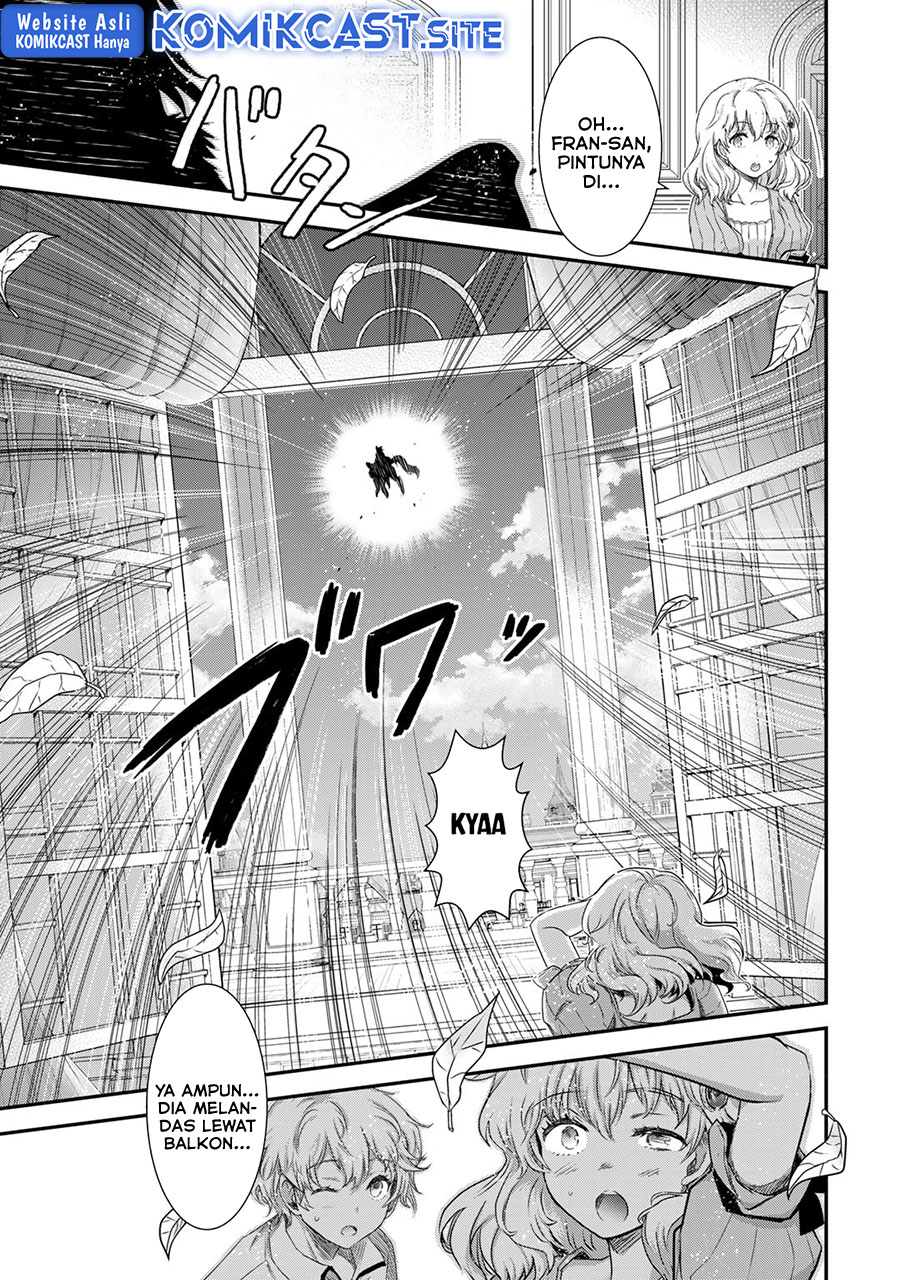 Website Asli
KOMIKCAST Hanya
KOMIKCAST.SITE
OH...
FRAN-SAN,
PINTUNYA
DI...
バタン
ブワッ
KYAA
YA AMPUN...
DIA MELAN-
DAS LEWAT
BALKON...